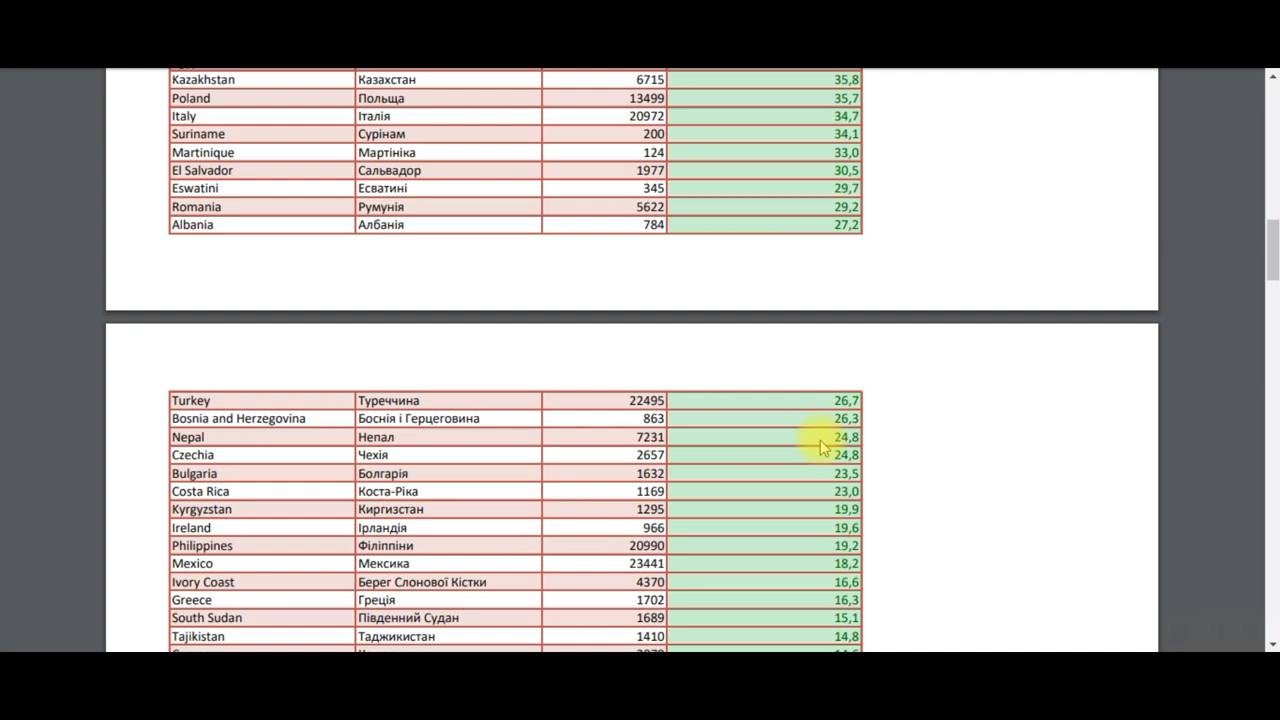 Kazakhstan Казахстан 6715 35,8
Poland Польща 13499 35,7
Italy Італія 20972 34,7
Suriname Сурінам 200 34,1
Martinique Мартініка 124 33,0
El Salvador Сальвадор 1977 30,5
Eswatini Есватині 345 29,7
Romania Румунія 5622 29,2
Albania Албанія 784 27,2
Turkey Туреччина 22495 26,7
Bosnia and Herzegovina Боснія і Герцеговина 863 26,3
Nepal Непал 7231 24,8
Czechia Чехія 2657 24,8
Bulgaria Болгарія 1632 23,5
Costa Rica Коста-Ріка 1169 23,0
Kyrgyzstan Киргизстан 1295 19,9
Ireland Ірландія 966 19,6
Philippines Філіппіни 20990 19,2
Mexico Мексика 23441 18,2
Ivory Coast Берег Слонової Кістки 4370 16,6
Greece Греція 1702 16,3
South Sudan Південний Судан 1689 15,1
Tajikistan Таджикистан 1410 14,8